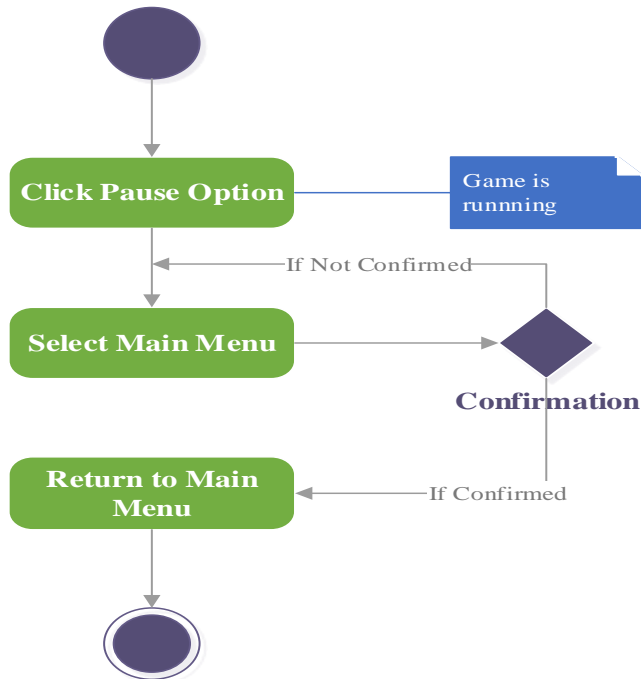 Click Pause Option
Game is
runnning
If Not Confirmed
Select Main Menu
Confirmation
Return to Main
Menu
If Confirmed